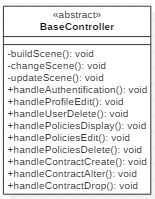 «abstract»
BaseController
-buildScene(): void
-changeScene(): void
-updateScene(): void
+handleAuthentification(): void
+handleProfileEdit(): void
+handleUserDelete(): void
+handlePoliciesDisplay(): void
+handlePoliciesEdit(): void
+handlePoliciesDelete(): void
+handleContractCreate(): void
+handleContractAlter(): void
+handleContractDrop(): void